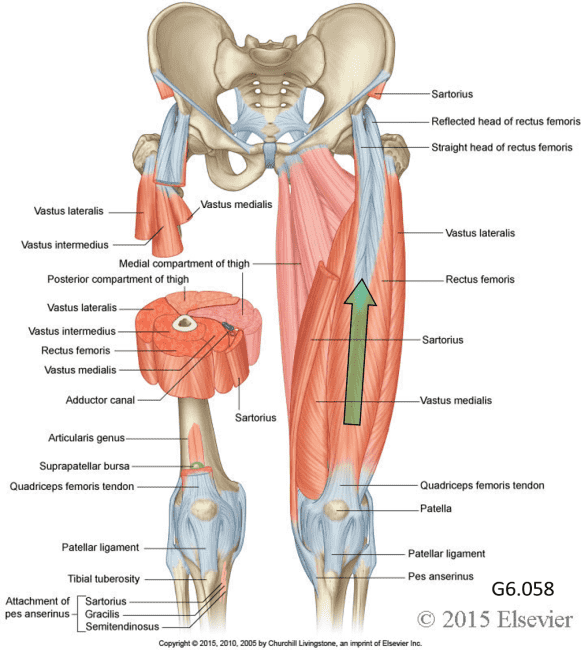 Sartorius
Reflected head of rectus femoris
Straight head of rectus femoris
Vastus lateralis
Vastus medialis
Vastus intermedius
Vastus lateralis
Medial compartment of thigh
Posterior compartment of thigh
Rectus femoris
Vastus lateralis
Vastus intermedius
Rectus femoris
Vastus medialis
Sartorius
Adductor canal
Vastus medialis
Sartorius
Articularis genus
Suprapatellar bursa
Quadriceps femoris tendon
Quadriceps femoris tendon
Patella
Patellar ligament
Patellar ligament
Tibial tuberosity
Pes anserinus
Attachment of
pes anserinus
Sartorius
Gracilis
Semitendinosus
G6.058
© 2015 Elsevier
Copyright © 2015, 2010, 2005 by Churchill Livingstone, an imprint of Elsevier Inc.